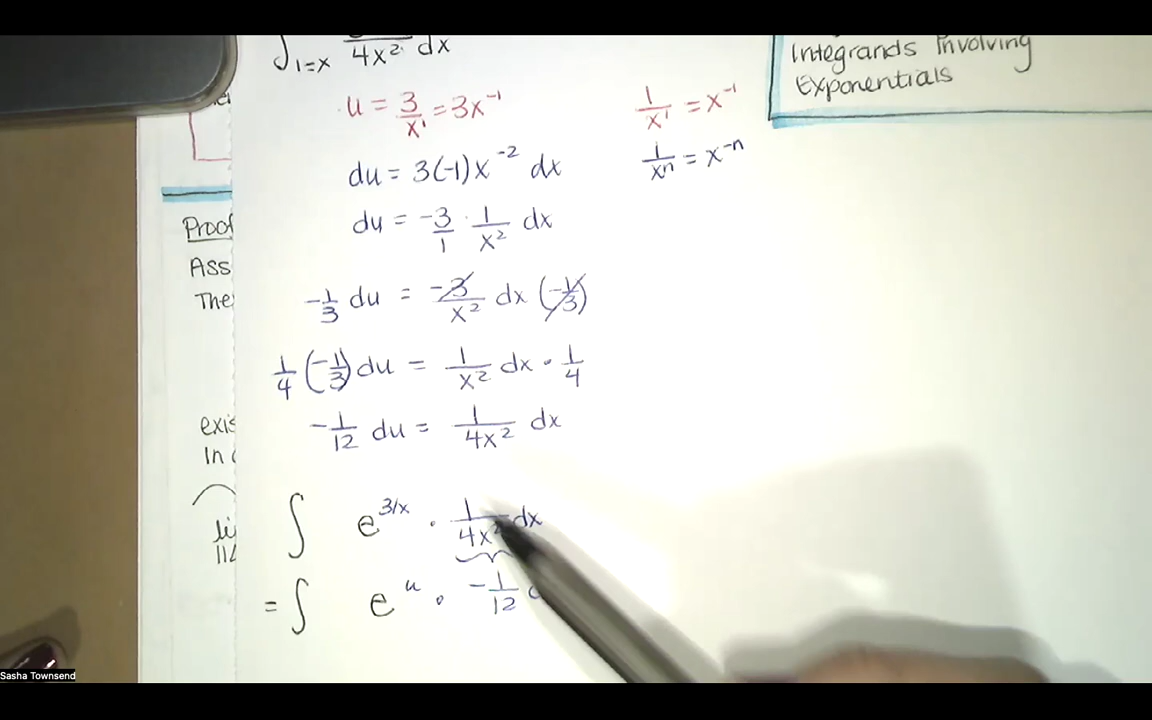 ∫ 1=x 4x² dx
Integrands Involving
Exponentials
u = 3/x¹ = 3x⁻¹
1/x¹ = x⁻¹
du = 3(-1)x⁻² dx
1/xⁿ = x⁻ⁿ
du = -3/1 · 1/x² dx
-1/3 du = -3/x² dx (-1/3)
1/4 (-1/3) du = 1/x² dx · 1/4
-1/12 du = 1/4x² dx
∫ e^3/x · 1/4x² dx
= ∫ e^u · -1/12
Proof
Ass
The
exis
In
li
Sasha Townsend